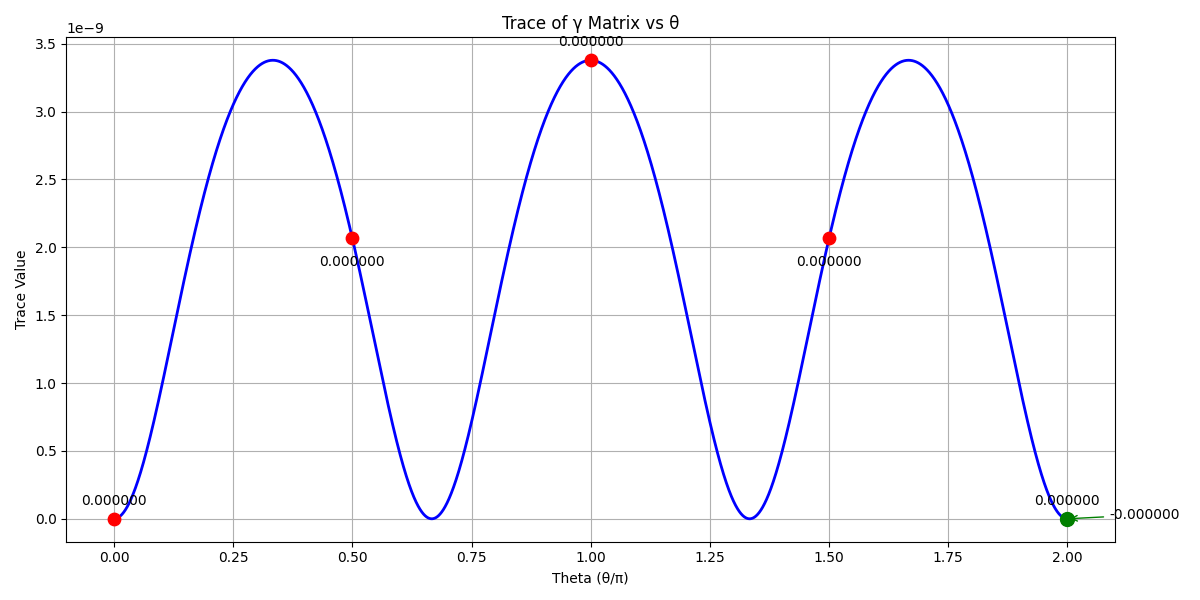 Trace of γ Matrix vs θ
1e−9
0.000000
3.5
3.0
2.5
2.0
1.5
1.0
0.5
0.0
Trace Value
0.000000
0.000000
0.000000
0.000000
-0.000000
0.00 0.25 0.50 0.75 1.00 1.25 1.50 1.75 2.00
Theta (θ/π)